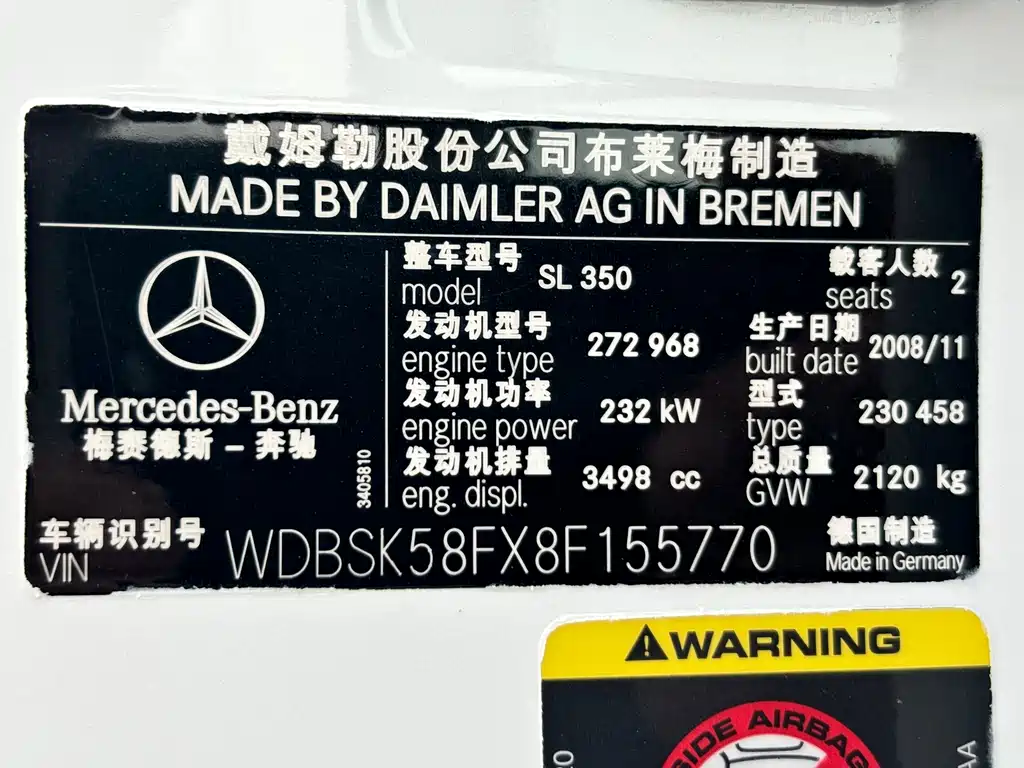 戴姆勒股份公司布莱梅制造
MADE BY DAIMLER AG IN BREMEN
Mercedes-Benz
梅赛德斯 – 奔驰
3405810
整车型号
model SL 350
载客人数
seats 2
发动机型号
engine type 272 968
生产日期
built date 2008/11
发动机功率
engine power 232 kW
型式
type 230 458
发动机排量
eng. displ. 3498 cc
总质量
GVW 2120 kg
车辆识别号
VIN WDBSK58FX8F155770
德国制造
Made in Germany
WARNING
SIDE AIRBAG